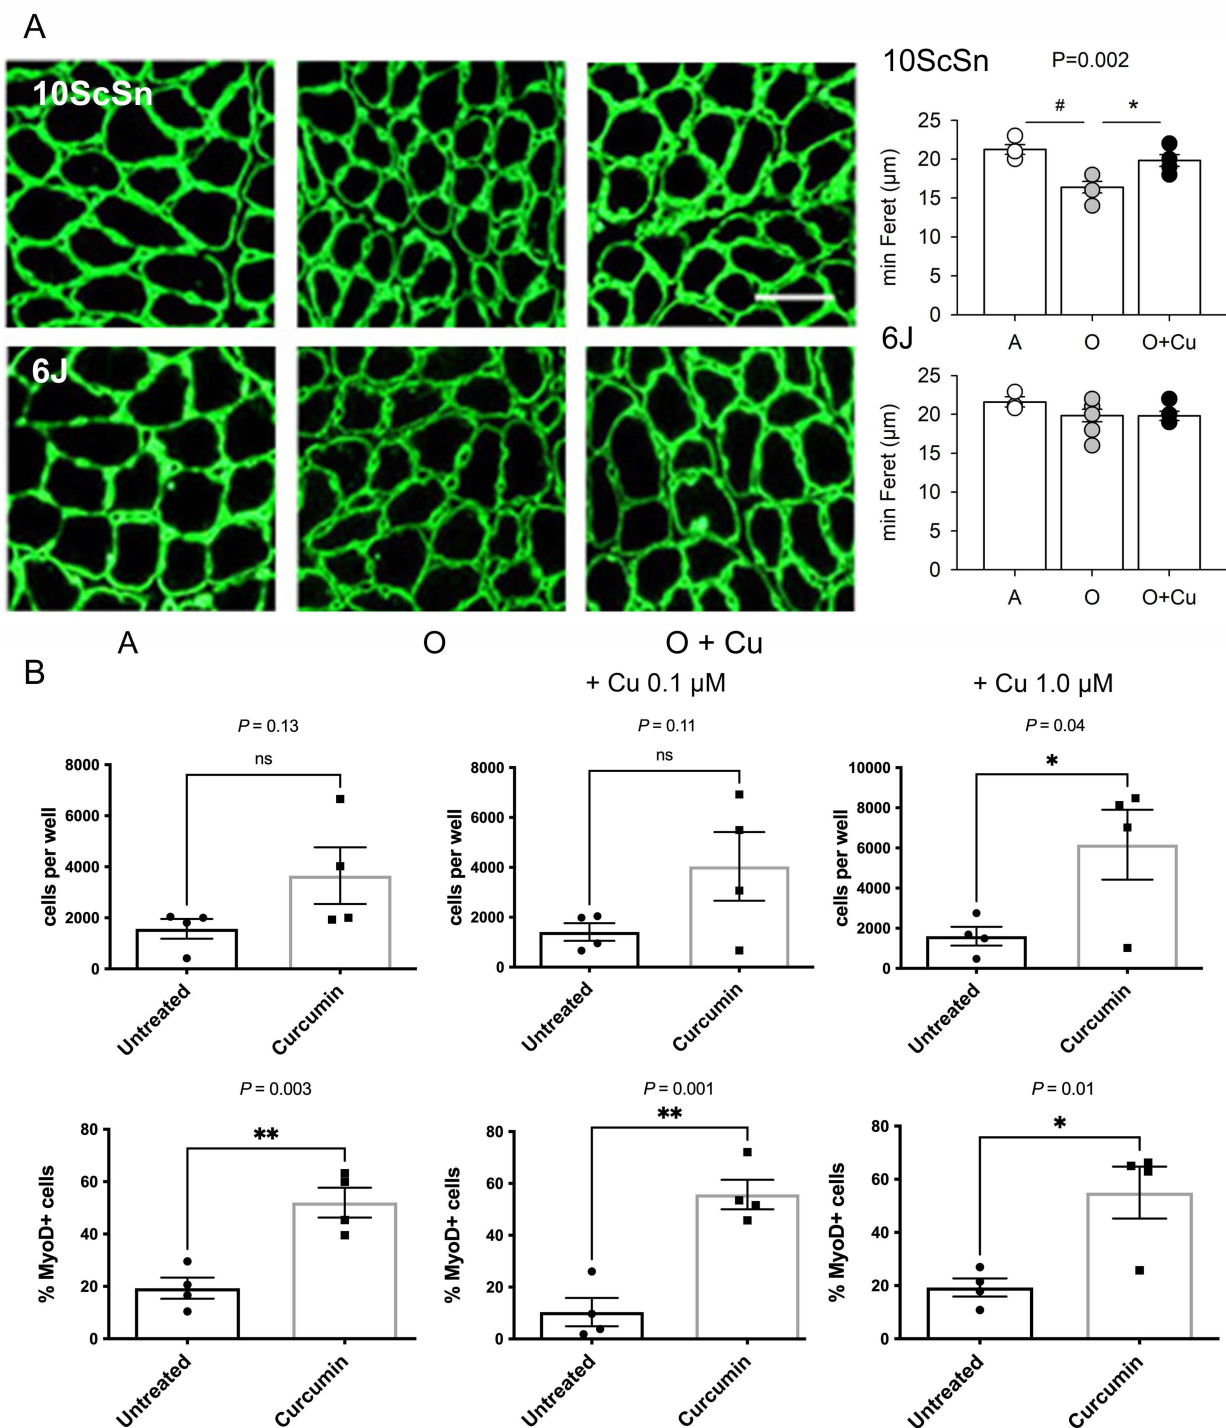 A
10ScSn
10ScSn
P=0.002
#
*
25
20
15
10
5
0
min Feret (µm)
A
O
O+Cu
6J
6J
25
20
15
10
5
0
min Feret (µm)
A
O
O+Cu
A
O
O + Cu
B
+ Cu 0.1 µM
+ Cu 1.0 µM
P = 0.13
ns
8000
6000
4000
2000
0
cells per well
Untreated
Curcumin
P = 0.11
ns
8000
6000
4000
2000
0
cells per well
Untreated
Curcumin
P = 0.04
*
10000
8000
6000
4000
2000
0
cells per well
Untreated
Curcumin
P = 0.003
**
80
60
40
20
0
% MyoD+ cells
Untreated
Curcumin
P = 0.001
**
80
60
40
20
0
% MyoD+ cells
Untreated
Curcumin
P = 0.01
*
80
60
40
20
0
% MyoD+ cells
Untreated
Curcumin